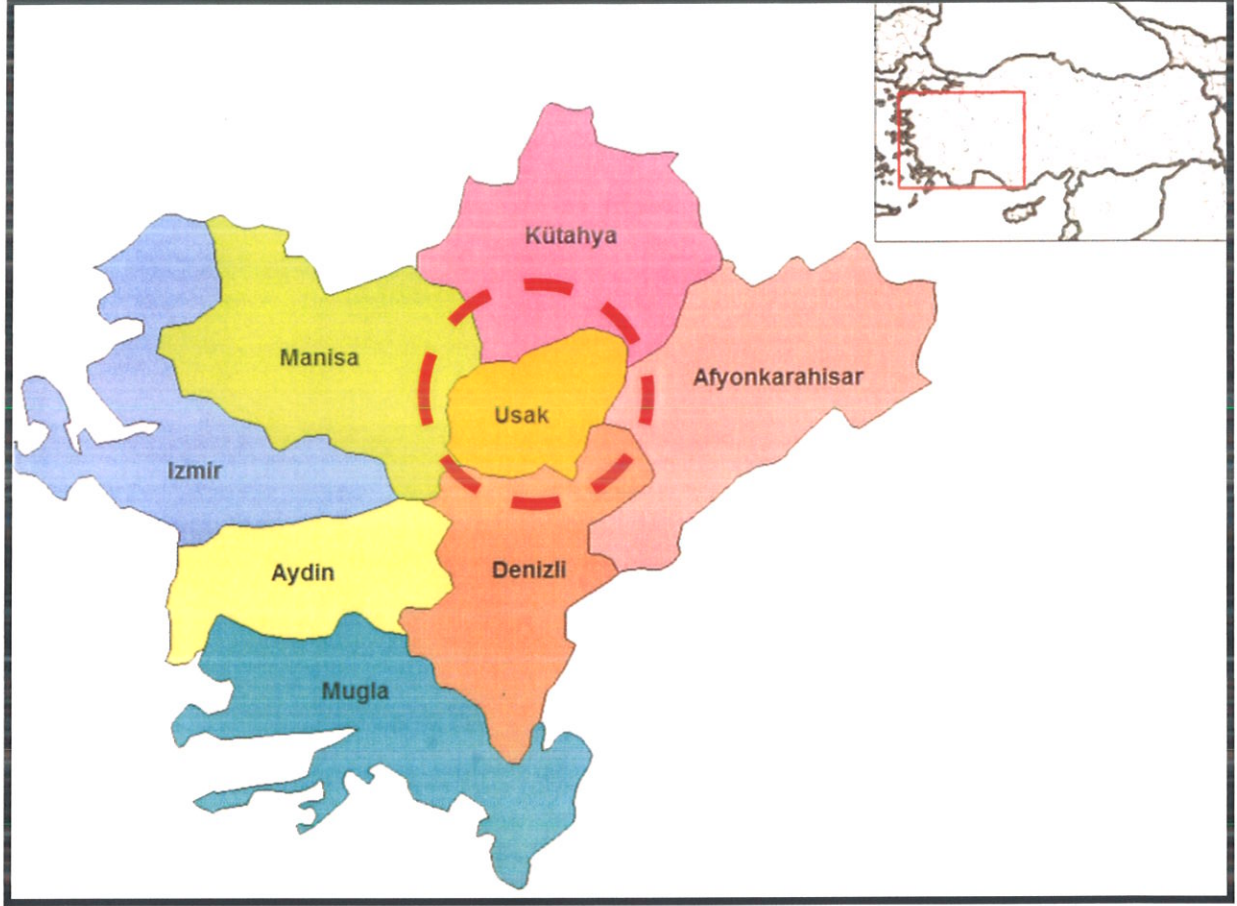 Kütahya
Manisa
Afyonkarahisar
Usak
Izmir
Aydin
Denizli
Mugla